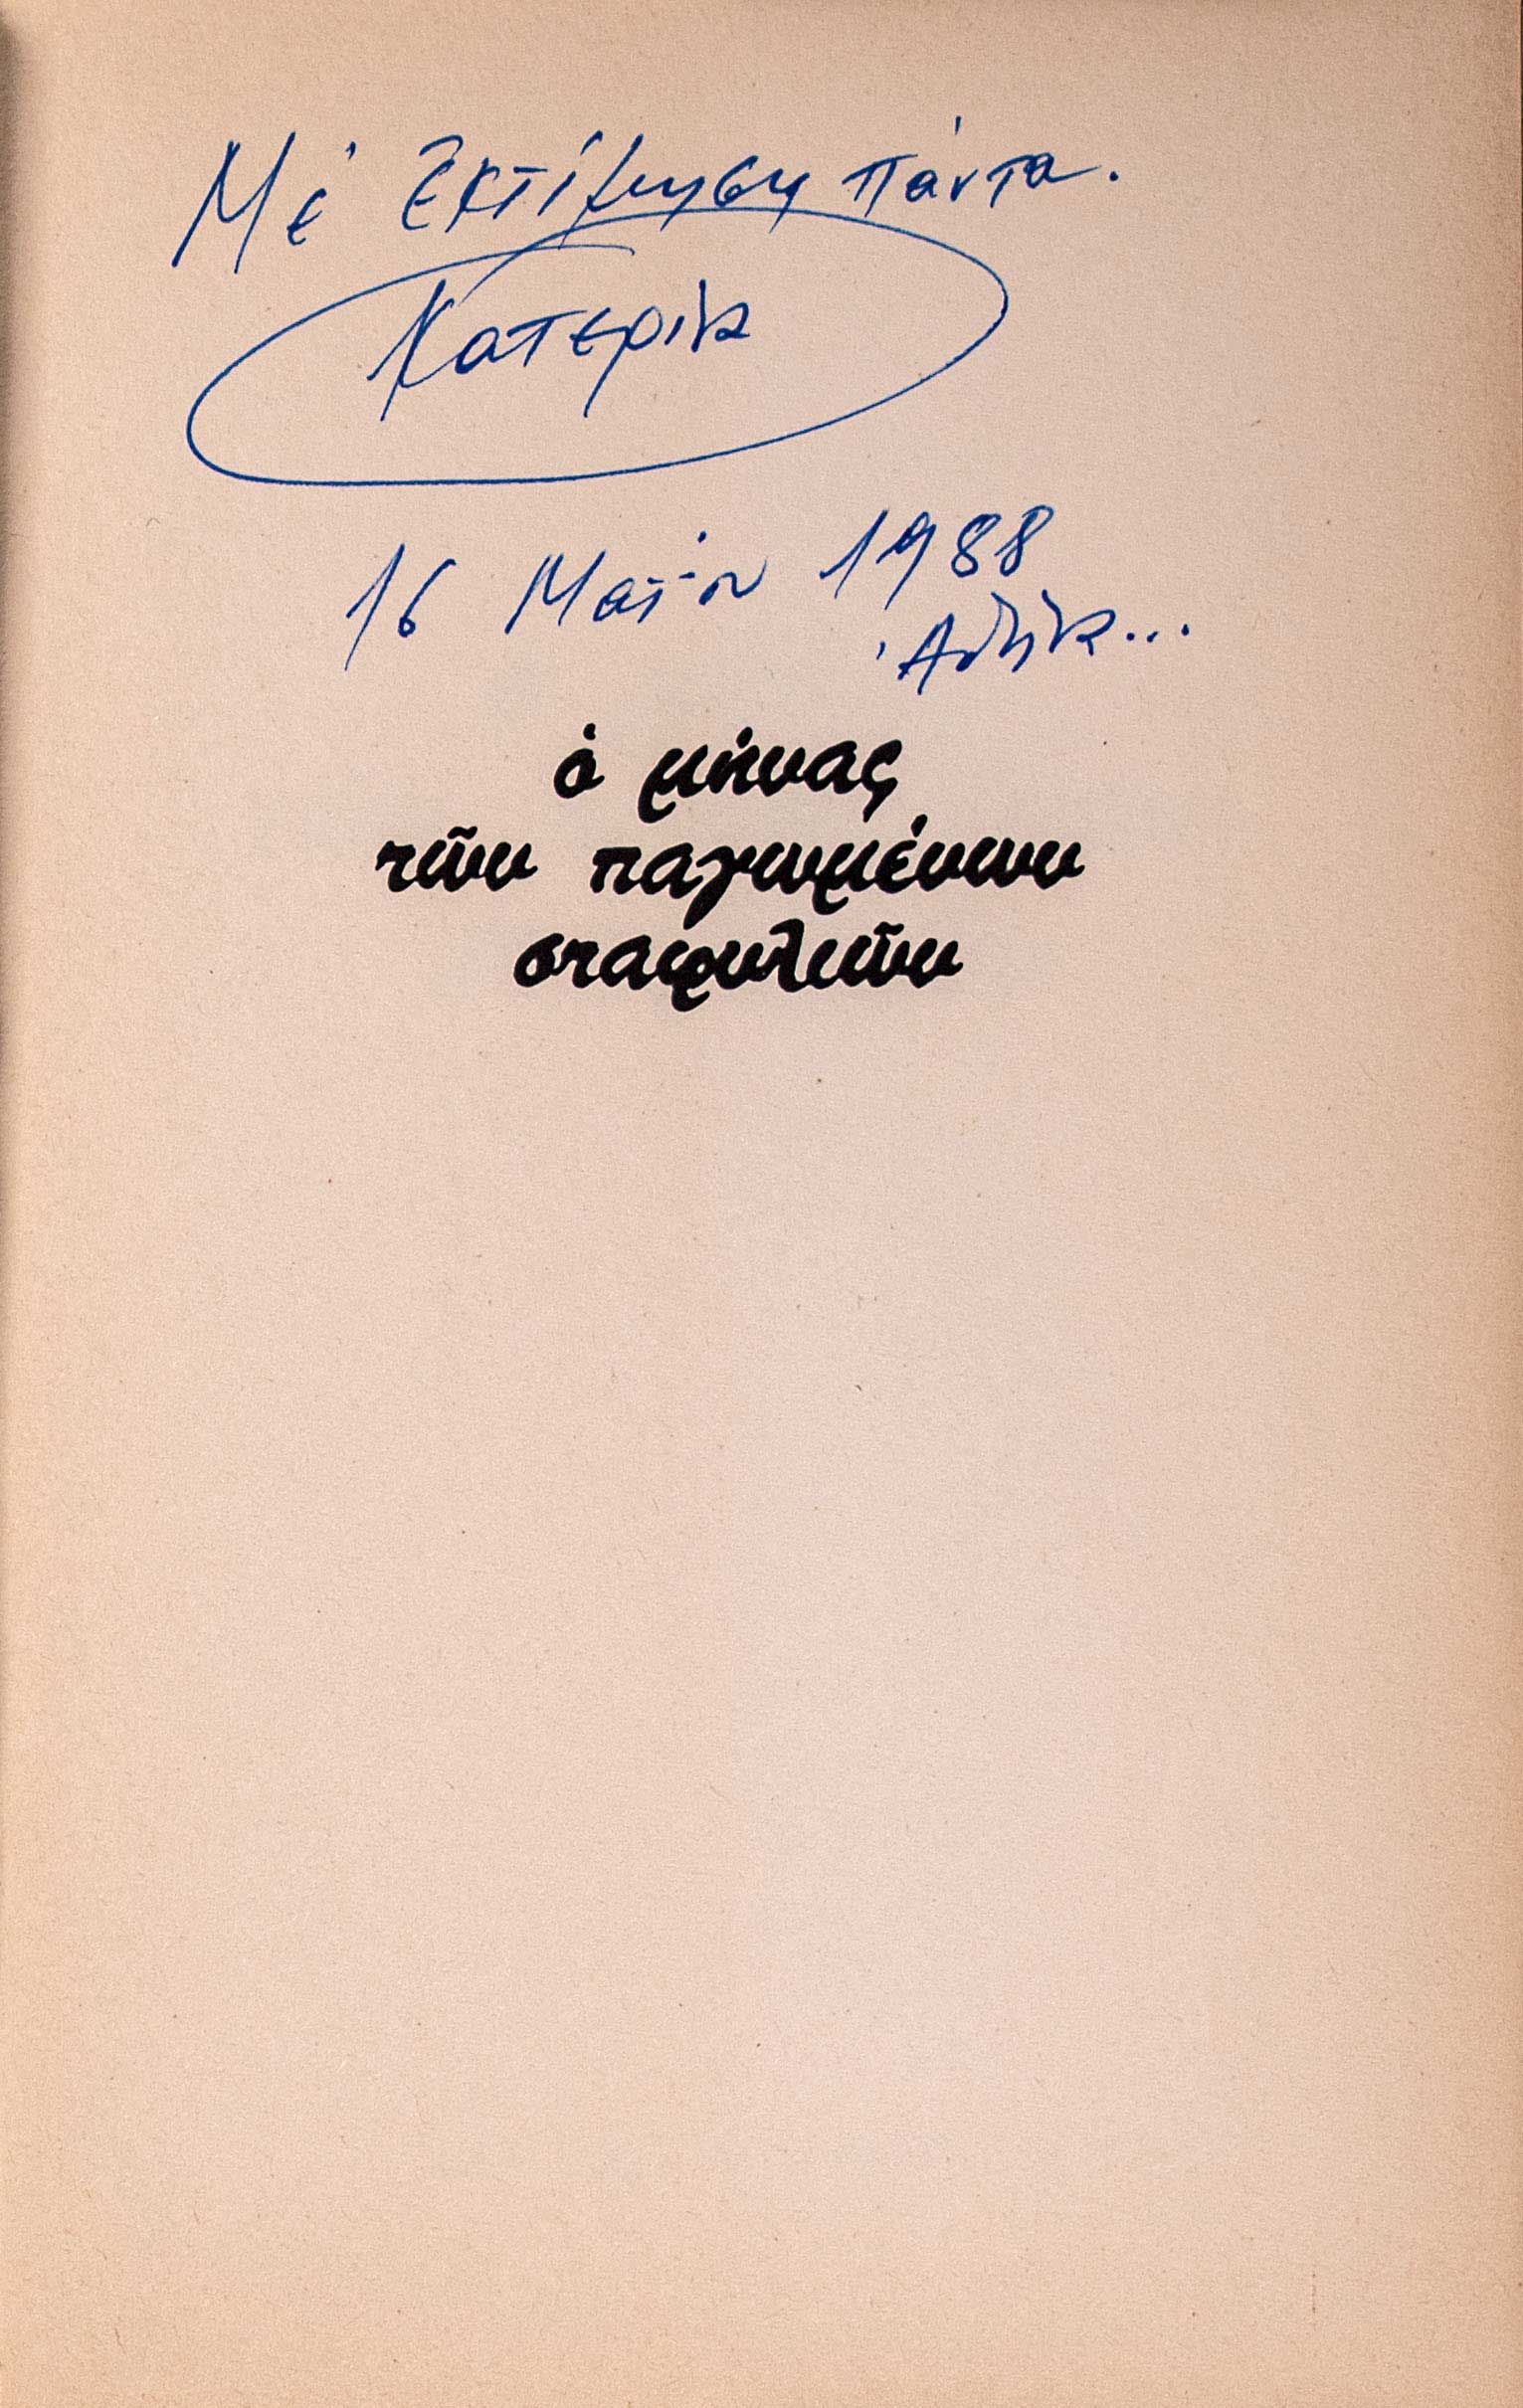 Μέ ἐκτίμηση πάντα.
Κατερίνα
16 Μαΐου 1988
Ἀθήνα...
ὁ μήνας
τῶν παγωμένων
σταφυλιῶν